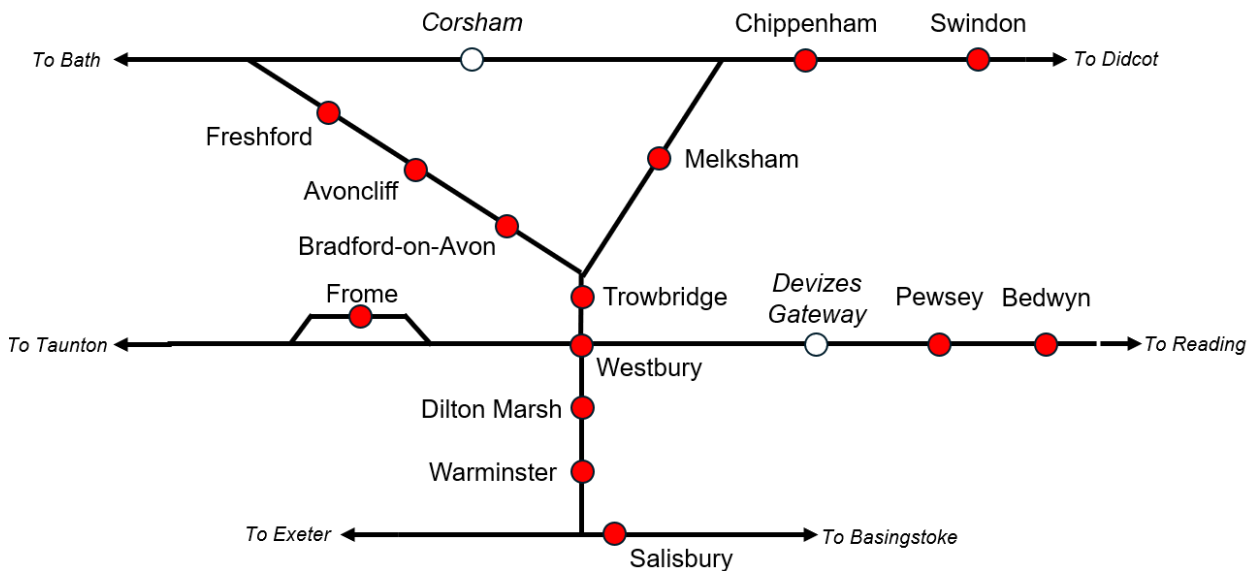 Corsham
Chippenham
Swindon
To Bath
To Didcot
Freshford
Melksham
Avoncliff
Bradford-on-Avon
Frome
Trowbridge
Devizes
Gateway
Pewsey
Bedwyn
To Taunton
To Reading
Westbury
Dilton Marsh
Warminster
To Exeter
To Basingstoke
Salisbury